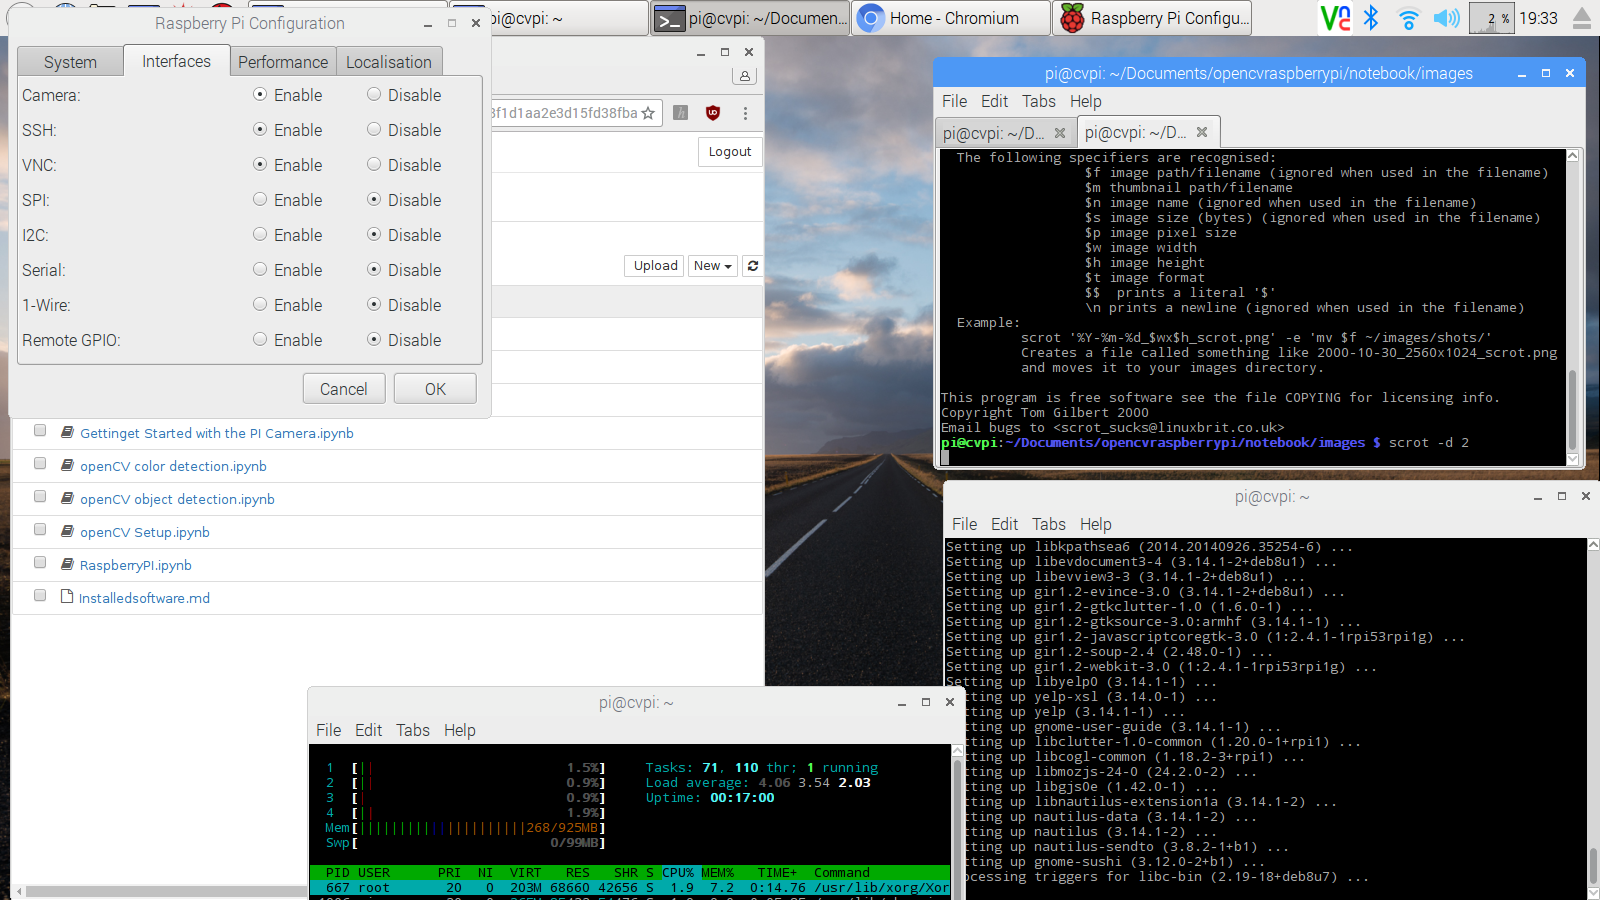 pi@cvpi: ~
pi@cvpi: ~/Documen...
Home - Chromium
Raspberry Pi Configu...
2 %
19:33
Raspberry Pi Configuration
System
Interfaces
Performance
Localisation
Camera: Enable Disable
SSH: Enable Disable
VNC: Enable Disable
SPI: Enable Disable
I2C: Enable Disable
Serial: Enable Disable
1-Wire: Enable Disable
Remote GPIO: Enable Disable
Cancel OK
3f1d1aa2e3d15fd38fba
Logout
Upload New
Gettinget Started with the PI Camera.ipynb
openCV color detection.ipynb
openCV object detection.ipynb
openCV Setup.ipynb
RaspberryPI.ipynb
Installedsoftware.md
pi@cvpi: ~/Documents/opencvraspberrypi/notebook/images
File Edit Tabs Help
pi@cvpi: ~/D... pi@cvpi: ~/D...
The following specifiers are recognised:
$f image path/filename (ignored when used in the filename)
$m thumbnail path/filename
$n image name (ignored when used in the filename)
$s image size (bytes) (ignored when used in the filename)
$p image pixel size
$w image width
$h image height
$t image format
$$  prints a literal '$'
\n prints a newline (ignored when used in the filename)
Example:
scrot '%Y-%m-%d_$wx$h_scrot.png' -e 'mv $f ~/images/shots/'
Creates a file called something like 2000-10-30_2560x1024_scrot.png
and moves it to your images directory.
This program is free software see the file COPYING for licensing info.
Copyright Tom Gilbert 2000
Email bugs to <scrot_sucks@linuxbrit.co.uk>
pi@cvpi:~/Documents/opencvraspberrypi/notebook/images $ scrot -d 2
pi@cvpi: ~
File Edit Tabs Help
Setting up libkpathsea6 (2014.20140926.35254-6) ...
Setting up libevdocument3-4 (3.14.1-2+deb8u1) ...
Setting up libevview3-3 (3.14.1-2+deb8u1) ...
Setting up gir1.2-evince-3.0 (3.14.1-2+deb8u1) ...
Setting up gir1.2-gtkclutter-1.0 (1.6.0-1) ...
Setting up gir1.2-gtksource-3.0:armhf (3.14.1-1) ...
Setting up gir1.2-javascriptcoregtk-3.0 (1:2.4.1-1rpi53rpi1g) ...
Setting up gir1.2-soup-2.4 (2.48.0-1) ...
Setting up gir1.2-webkit-3.0 (1:2.4.1-1rpi53rpi1g) ...
Setting up libyelp0 (3.14.1-1) ...
tting up yelp-xsl (3.14.0-1) ...
tting up yelp (3.14.1-1) ...
tting up gnome-user-guide (3.14.1-1) ...
tting up libclutter-1.0-common (1.20.0-1+rpi1) ...
tting up libcogl-common (1.18.2-3+rpi1) ...
tting up libmozjs-24-0 (24.2.0-2) ...
tting up libgjs0e (1.42.0-1) ...
tting up libnautilus-extension1a (3.14.1-2) ...
tting up nautilus-data (3.14.1-2) ...
tting up nautilus (3.14.1-2) ...
tting up nautilus-sendto (3.8.2-1+b1) ...
tting up gnome-sushi (3.12.0-2+b1) ...
ocessing triggers for libc-bin (2.19-18+deb8u7) ...
pi@cvpi: ~
File Edit Tabs Help
1 [|| 1.5%] Tasks: 71, 110 thr; 1 running
2 [|| 0.9%] Load average: 4.06 3.54 2.03
3 [| 0.9%] Uptime: 00:17:00
4 [|| 1.9%]
Mem[||||||||||||||||||||| 268/925MB]
Swp[ 0/99MB]
PID USER PRI NI VIRT RES SHR S CPU% MEM% TIME+ Command
667 root 20 0 203M 68660 42656 S 1.9 7.2 0:14.76 /usr/lib/xorg/Xor